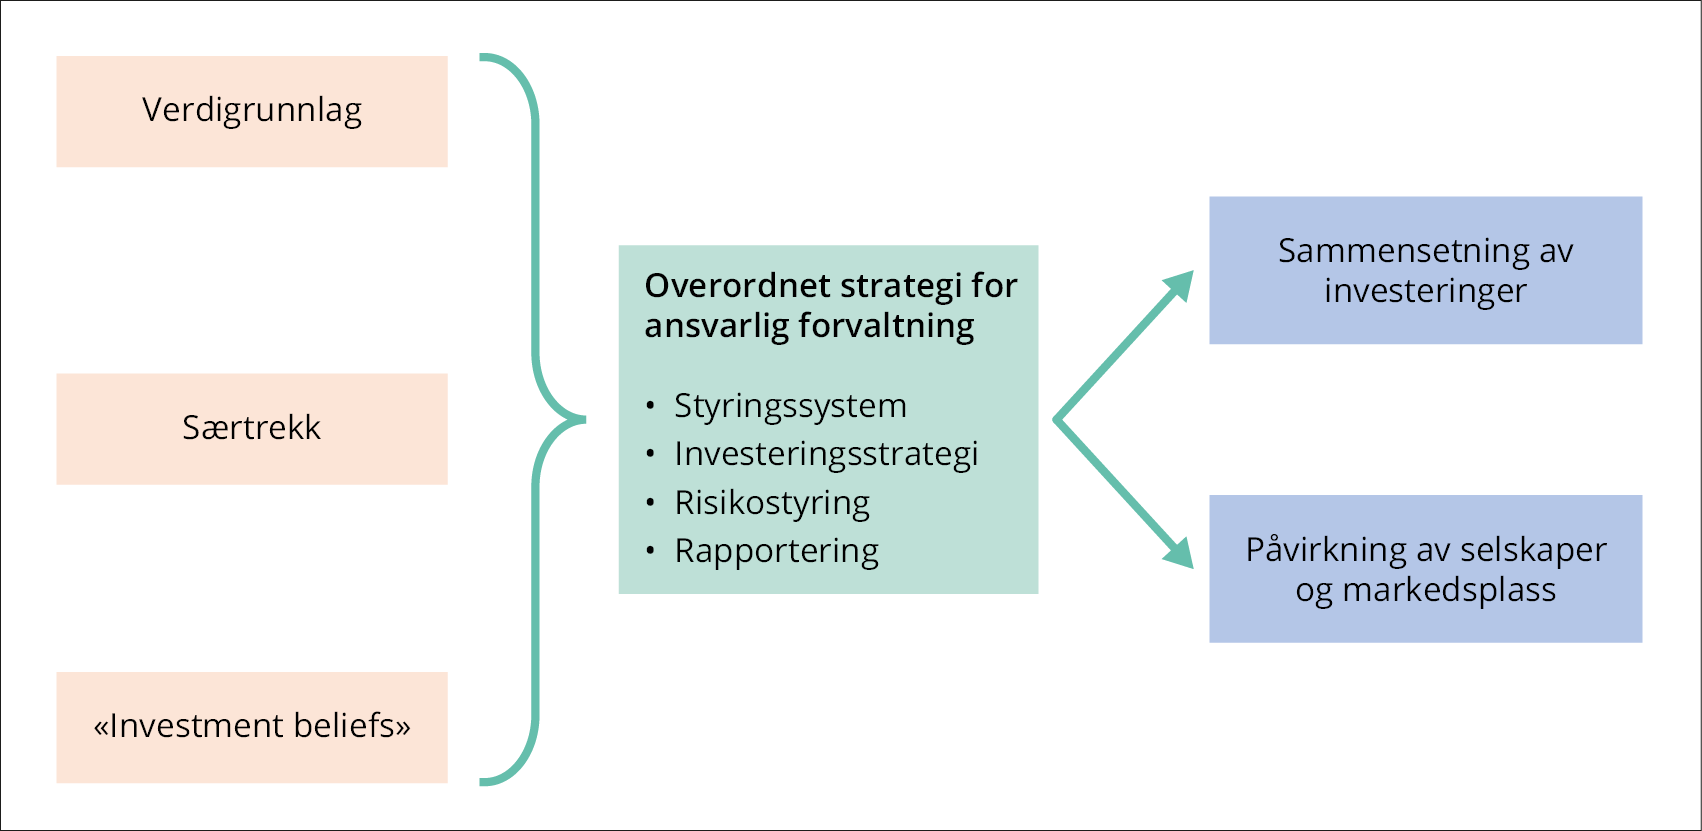 Verdigrunnlag
Særtrekk
«Investment beliefs»
Overordnet strategi for
ansvarlig forvaltning
• Styringssystem
• Investeringsstrategi
• Risikostyring
• Rapportering
Sammensetning av
investeringer
Påvirkning av selskaper
og markedsplass